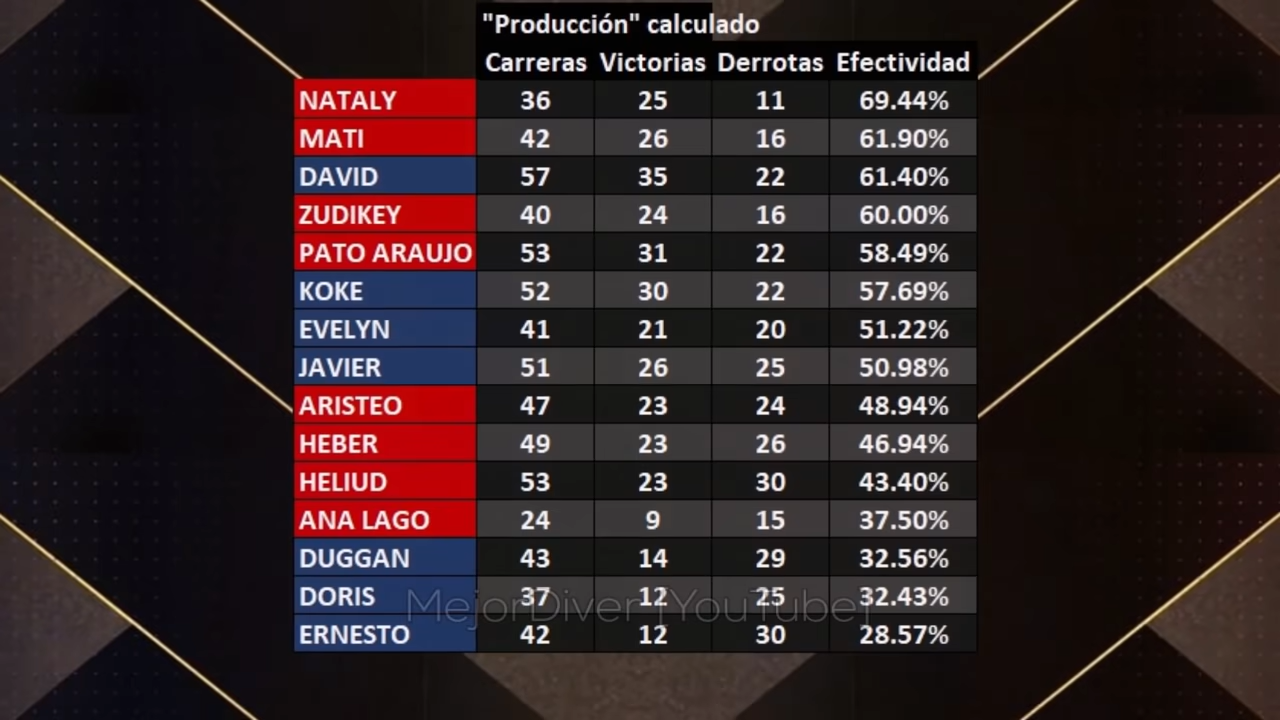 "Producción" calculado
Carreras Victorias Derrotas Efectividad
NATALY 36 25 11 69.44%
MATI 42 26 16 61.90%
DAVID 57 35 22 61.40%
ZUDIKEY 40 24 16 60.00%
PATO ARAUJO 53 31 22 58.49%
KOKE 52 30 22 57.69%
EVELYN 41 21 20 51.22%
JAVIER 51 26 25 50.98%
ARISTEO 47 23 24 48.94%
HEBER 49 23 26 46.94%
HELIUD 53 23 30 43.40%
ANA LAGO 24 9 15 37.50%
DUGGAN 43 14 29 32.56%
DORIS 37 12 25 32.43%
MejorDiver [YouTube]
ERNESTO 42 12 30 28.57%